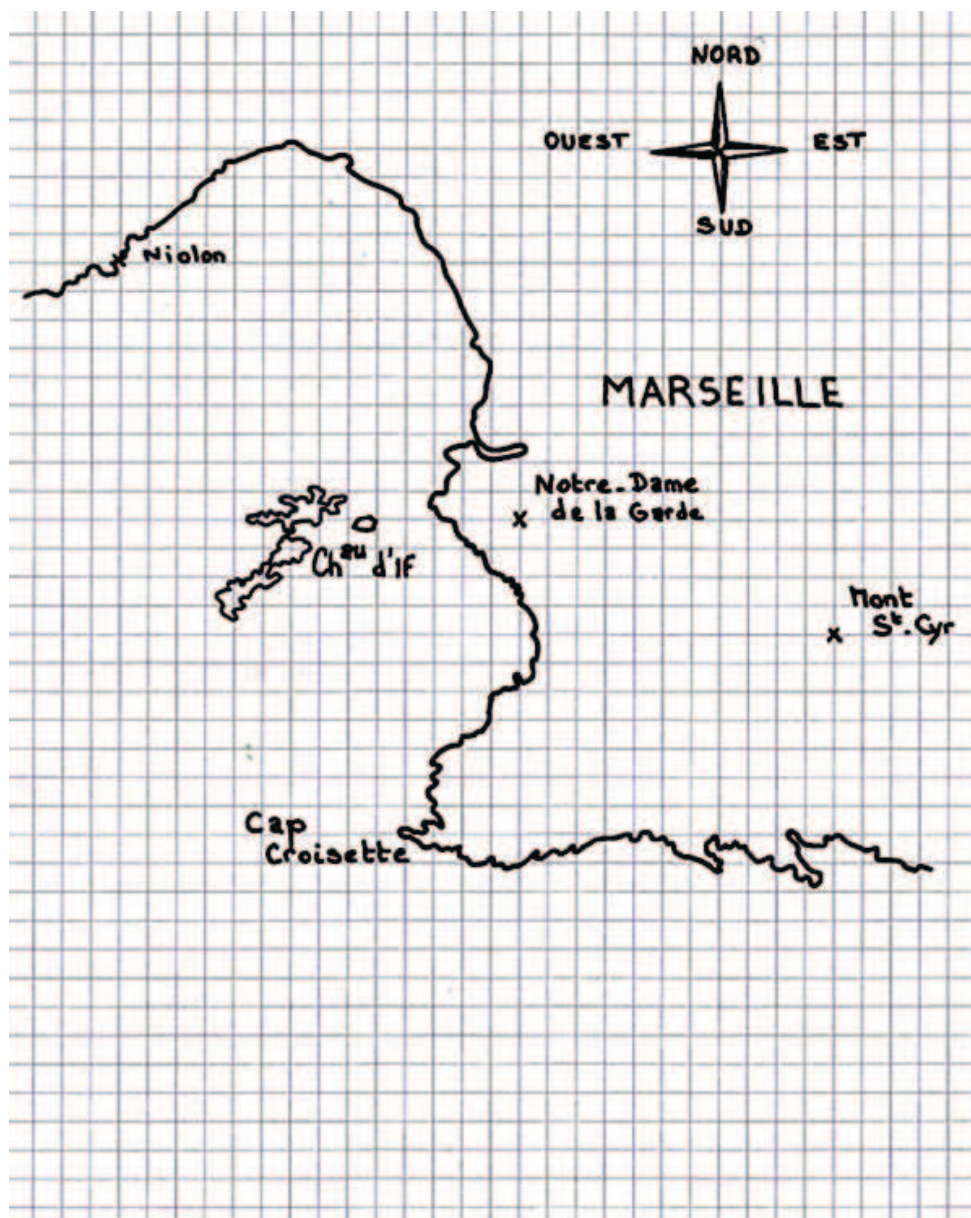 NORD
OUEST
EST
SUD
Niolon
MARSEILLE
Notre-Dame
de la Garde
Chau d'If
Mont
St. Cyr
Cap
Croisette